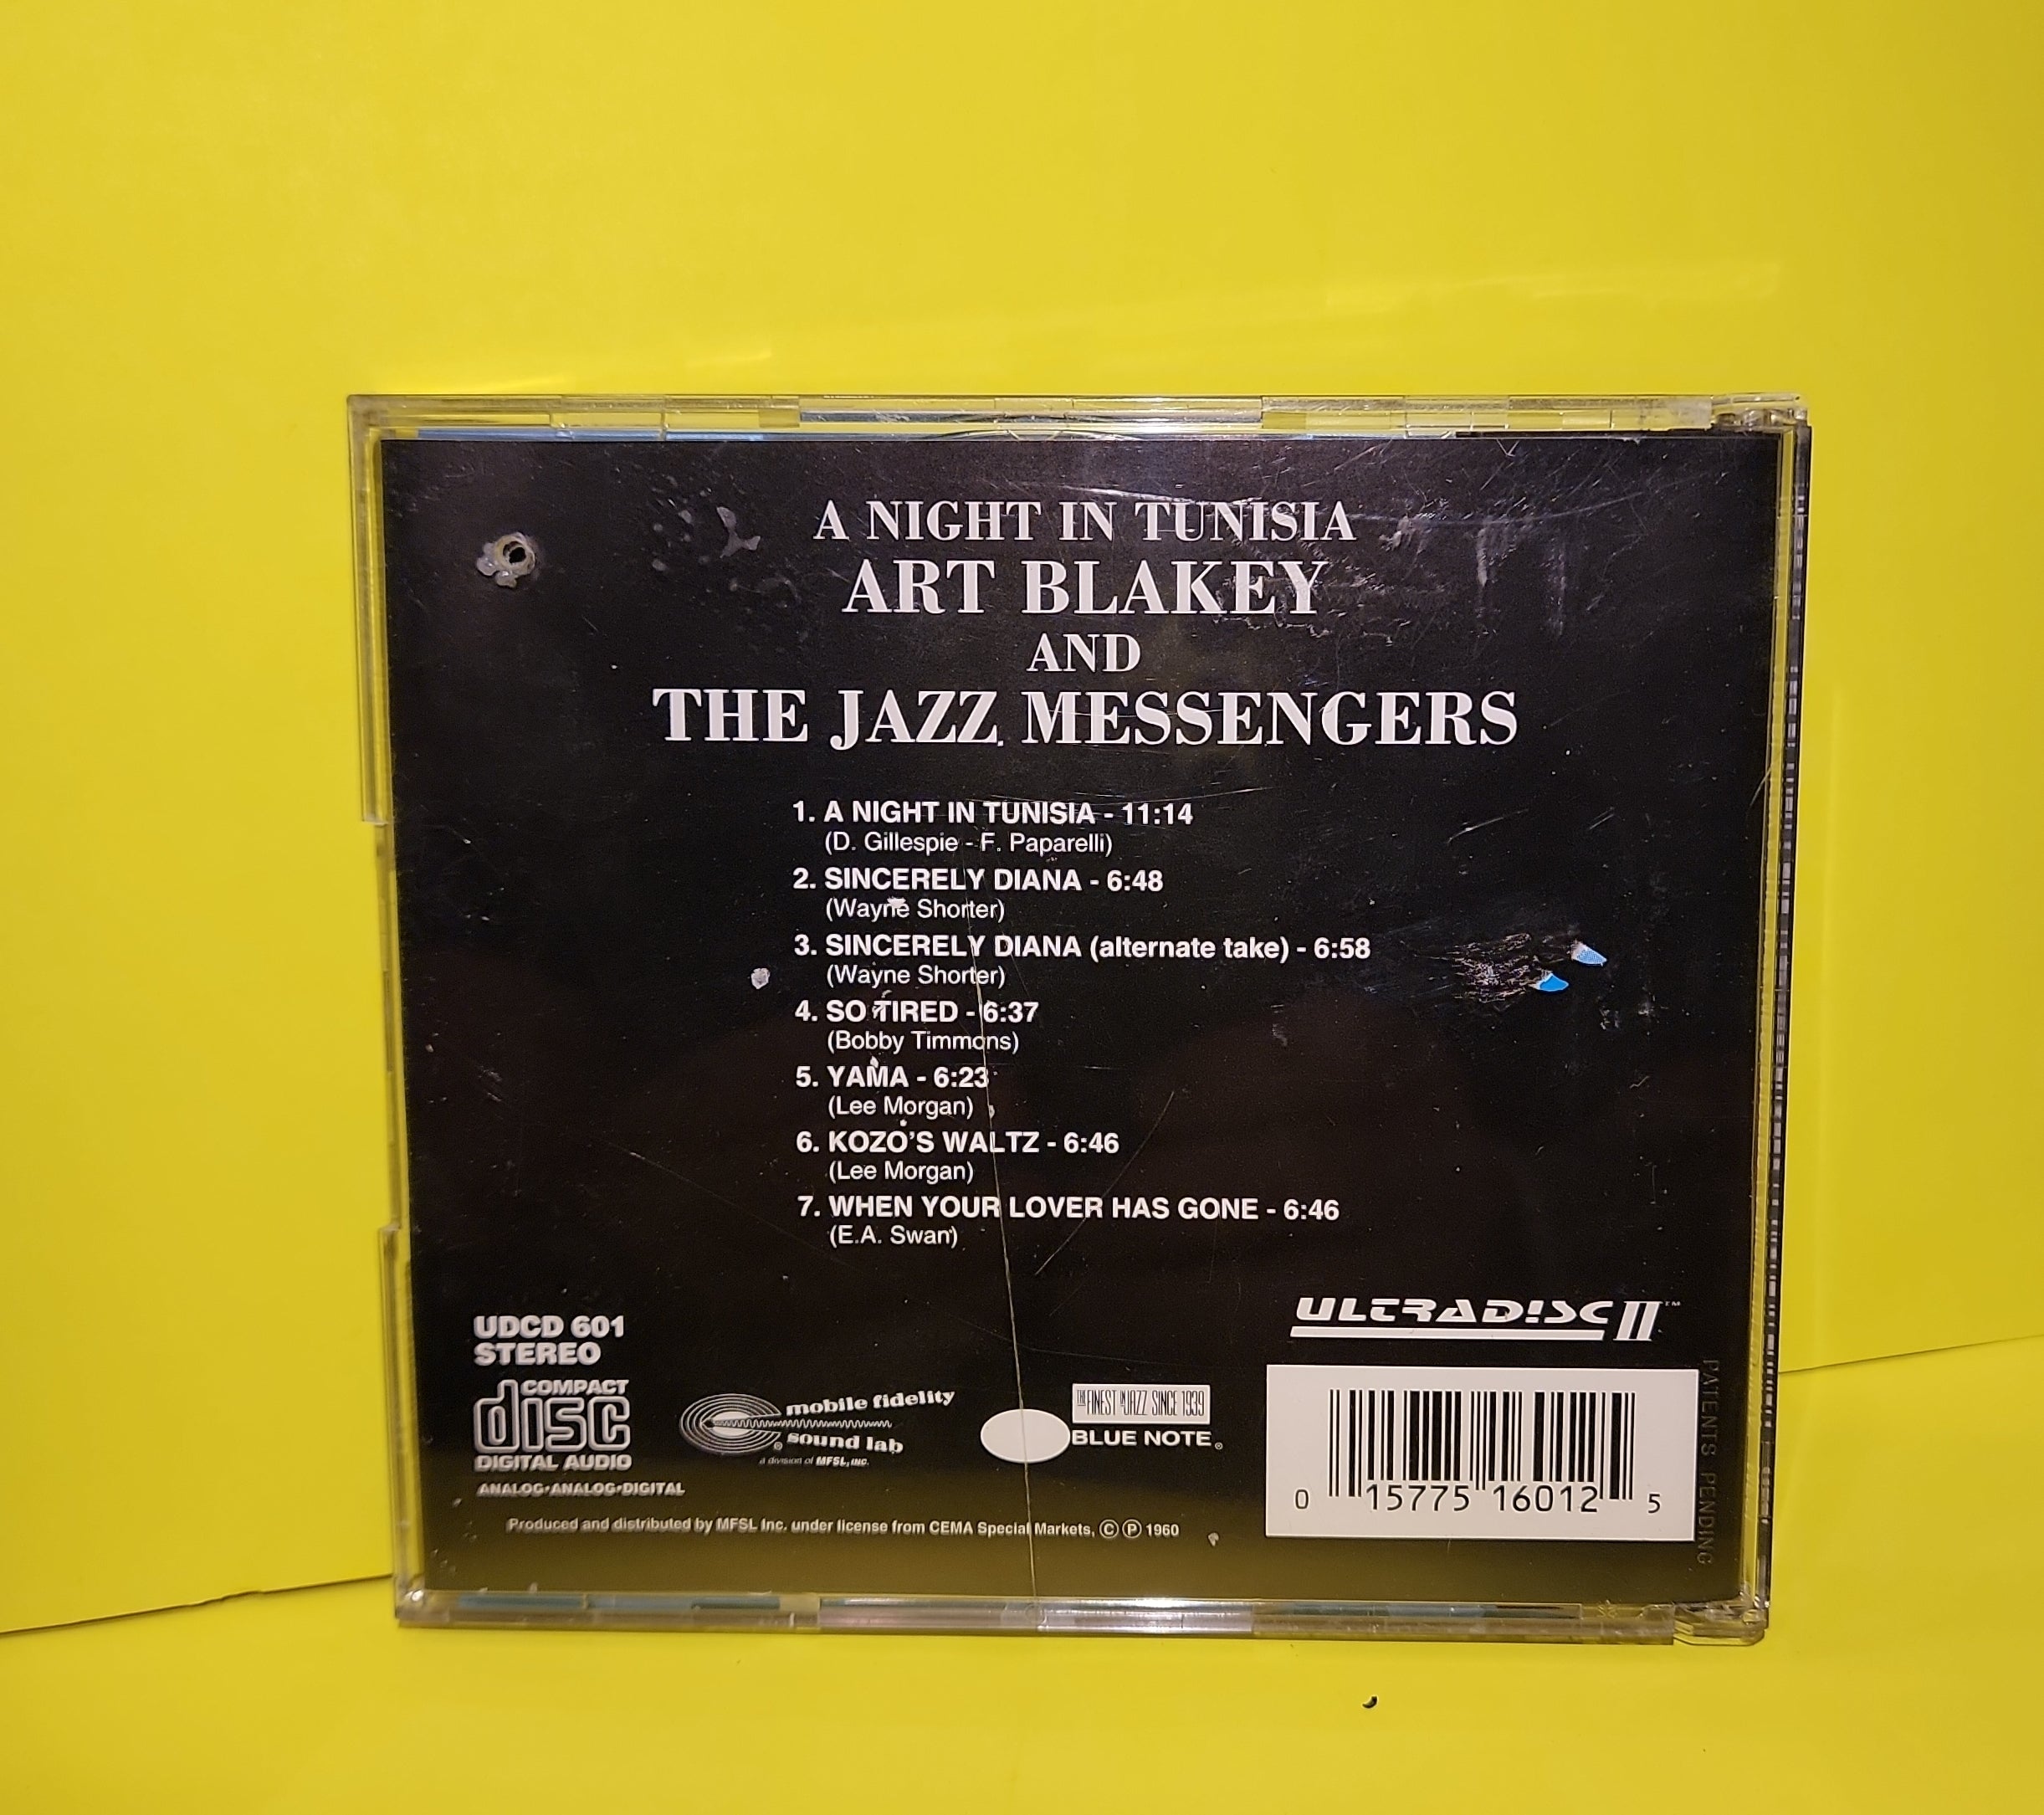 A NIGHT IN TUNISIA
ART BLAKEY
AND
THE JAZZ MESSENGERS
1. A NIGHT IN TUNISIA - 11:14
(D. Gillespie - F. Paparelli)
2. SINCERELY DIANA - 6:48
(Wayne Shorter)
3. SINCERELY DIANA (alternate take) - 6:58
(Wayne Shorter)
4. SO TIRED - 6:37
(Bobby Timmons)
5. YAMA - 6:23
(Lee Morgan)
6. KOZO'S WALTZ - 6:46
(Lee Morgan)
7. WHEN YOUR LOVER HAS GONE - 6:46
(E.A. Swan)
UDCD 601
STEREO
COMPACT
disc
DIGITAL AUDIO
ANALOG•ANALOG•DIGITAL
mobile fidelity
sound lab ®
a division of MFSL, INC.
THE FINEST IN JAZZ SINCE 1939
BLUE NOTE®
ULTRADISC II™
0 15775 16012 5
PATENTS PENDING
Produced and distributed by MFSL Inc. under license from CEMA Special Markets, Ⓒ Ⓟ 1960